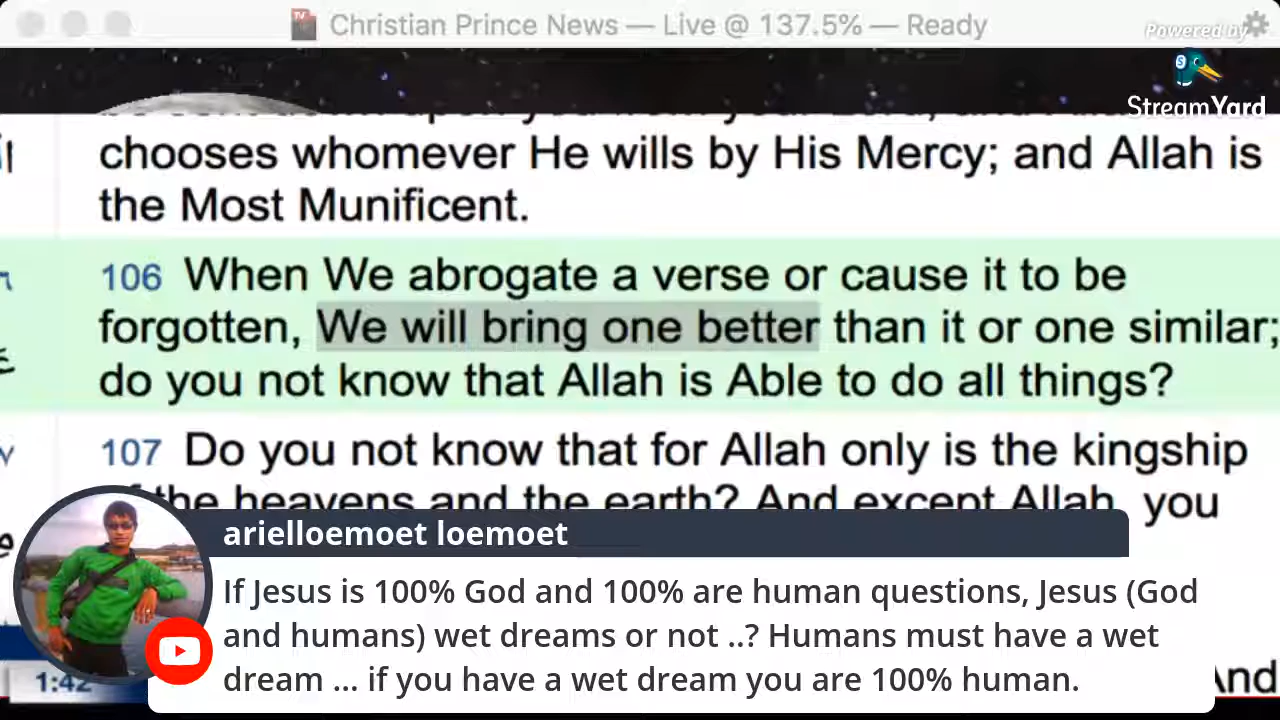 Christian Prince News — Live @ 137.5% — Ready
Powered by
StreamYard
chooses whomever He wills by His Mercy; and Allah is
the Most Munificent.
106 When We abrogate a verse or cause it to be
forgotten, We will bring one better than it or one similar;
do you not know that Allah is Able to do all things?
107 Do you not know that for Allah only is the kingship
the heavens and the earth? And except Allah, you
arielloemoet loemoet
If Jesus is 100% God and 100% are human questions, Jesus (God
and humans) wet dreams or not ..? Humans must have a wet
dream ... if you have a wet dream you are 100% human.
1:42
And